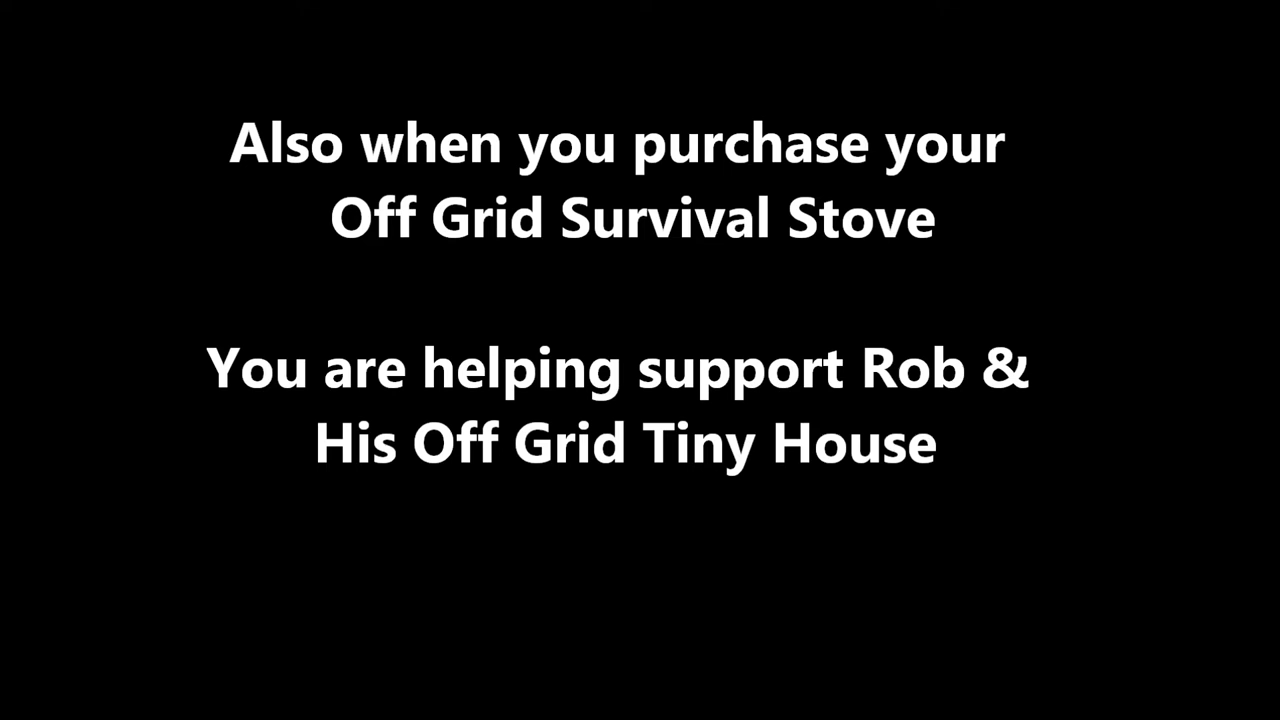 Also when you purchase your
Off Grid Survival Stove
You are helping support Rob &
His Off Grid Tiny House